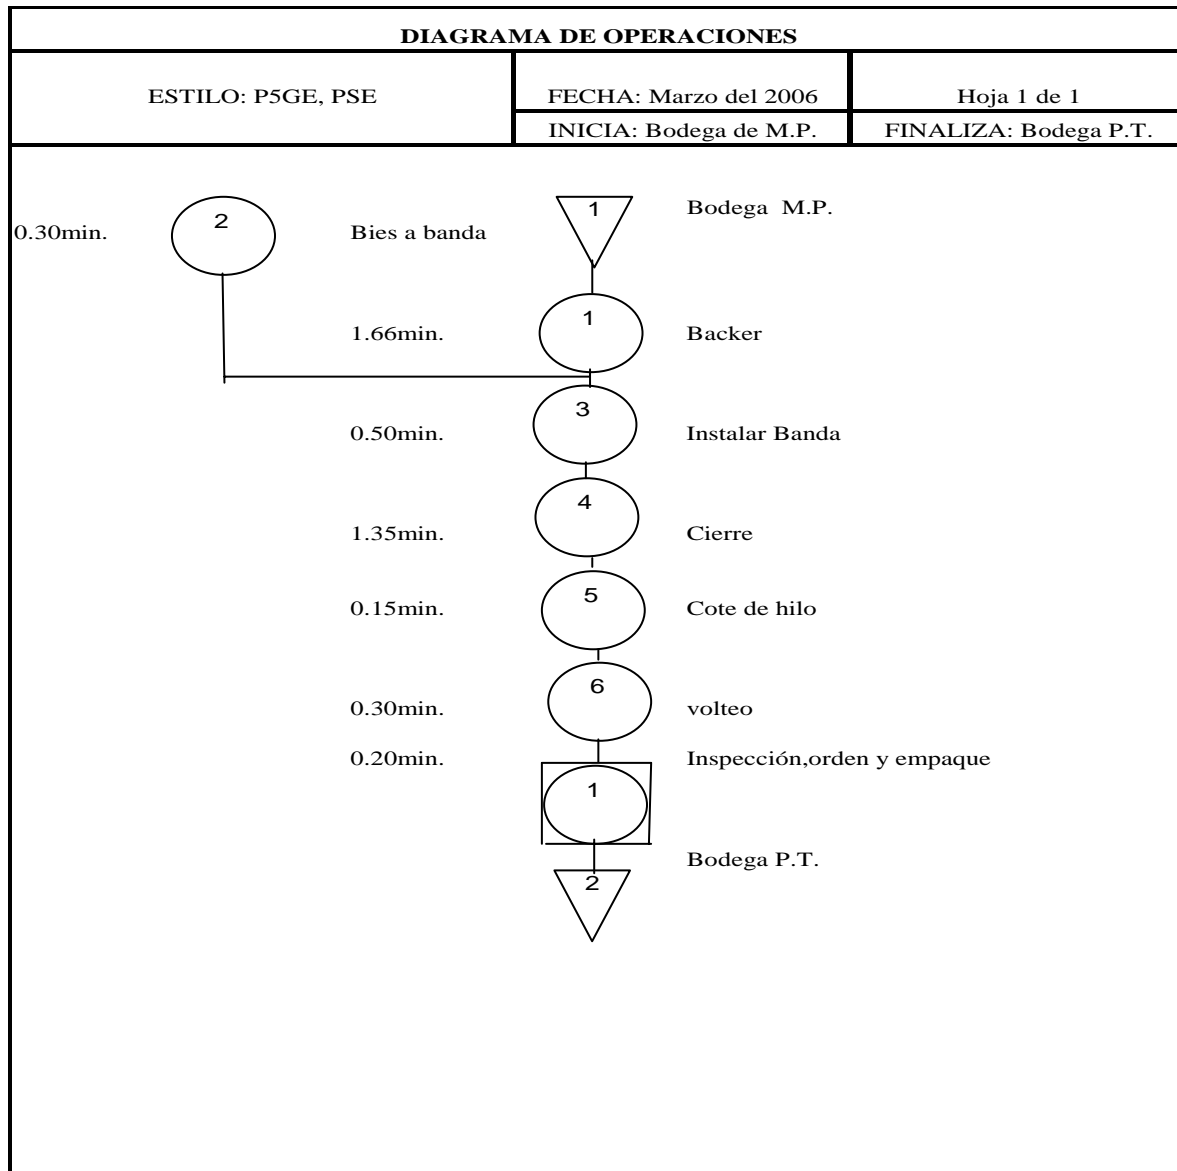 DIAGRAMA DE OPERACIONES
ESTILO: P5GE, PSE
FECHA: Marzo del 2006
Hoja 1 de 1
INICIA: Bodega de M.P.
FINALIZA: Bodega P.T.
1
Bodega M.P.
0.30min.
2
Bies a banda
1.66min.
1
Backer
0.50min.
3
Instalar Banda
1.35min.
4
Cierre
0.15min.
5
Cote de hilo
0.30min.
6
volteo
0.20min.
1
Inspección,orden y empaque
2
Bodega P.T.